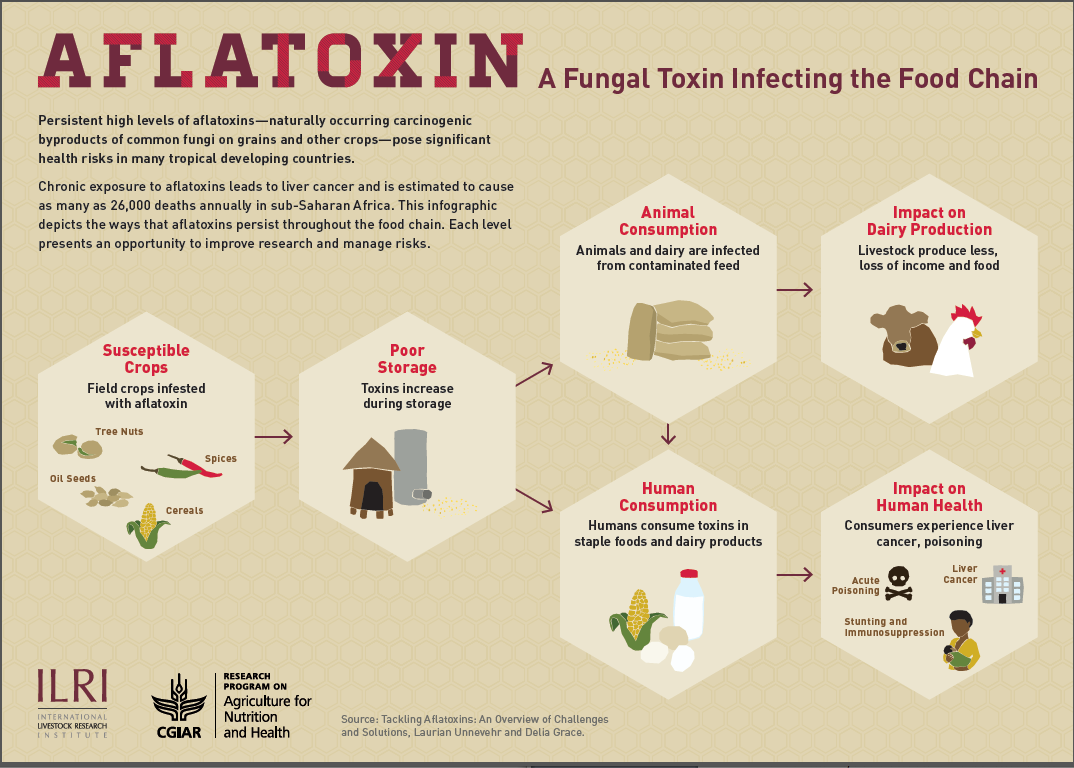 AFLATOXIN
A Fungal Toxin Infecting the Food Chain
Persistent high levels of aflatoxins—naturally occurring carcinogenic
byproducts of common fungi on grains and other crops—pose significant
health risks in many tropical developing countries.
Chronic exposure to aflatoxins leads to liver cancer and is estimated to cause
as many as 26,000 deaths annually in sub-Saharan Africa. This infographic
depicts the ways that aflatoxins persist throughout the food chain. Each level
presents an opportunity to improve research and manage risks.
Susceptible
Crops
Field crops infested
with aflatoxin
Tree Nuts
Spices
Oil Seeds
Cereals
Poor
Storage
Toxins increase
during storage
Animal
Consumption
Animals and dairy are infected
from contaminated feed
Impact on
Dairy Production
Livestock produce less,
loss of income and food
Human
Consumption
Humans consume toxins in
staple foods and dairy products
Impact on
Human Health
Consumers experience liver
cancer, poisoning
Acute
Poisoning
Liver
Cancer
Stunting and
Immunosuppression
ILRI
INTERNATIONAL
LIVESTOCK RESEARCH
INSTITUTE
CGIAR
RESEARCH
PROGRAM ON
Agriculture for
Nutrition
and Health
Source: Tackling Aflatoxins: An Overview of Challenges
and Solutions, Laurian Unnevehr and Delia Grace.